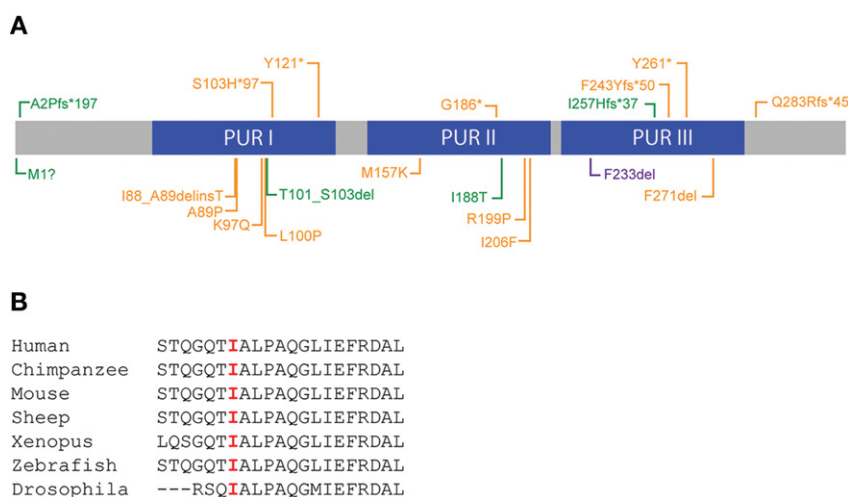 A
Y121*
Y261*
S103H*97
F243Yfs*50
A2Pfs*197
G186*
I257Hfs*37
Q283Rfs*45
PUR I
PUR II
PUR III
M1?
M157K
F233del
I88_A89delinsT
T101_S103del
I188T
F271del
A89P
K97Q
R199P
L100P
I206F
B
Human STQGQTIALPAQGLIEFRDAL
Chimpanzee STQGQTIALPAQGLIEFRDAL
Mouse STQGQTIALPAQGLIEFRDAL
Sheep STQGQTIALPAQGLIEFRDAL
Xenopus LQSGQTIALPAQGLIEFRDAL
Zebrafish STQGQTIALPAQGLIEFRDAL
Drosophila ---RSQIALPAQGMIEFRDAL